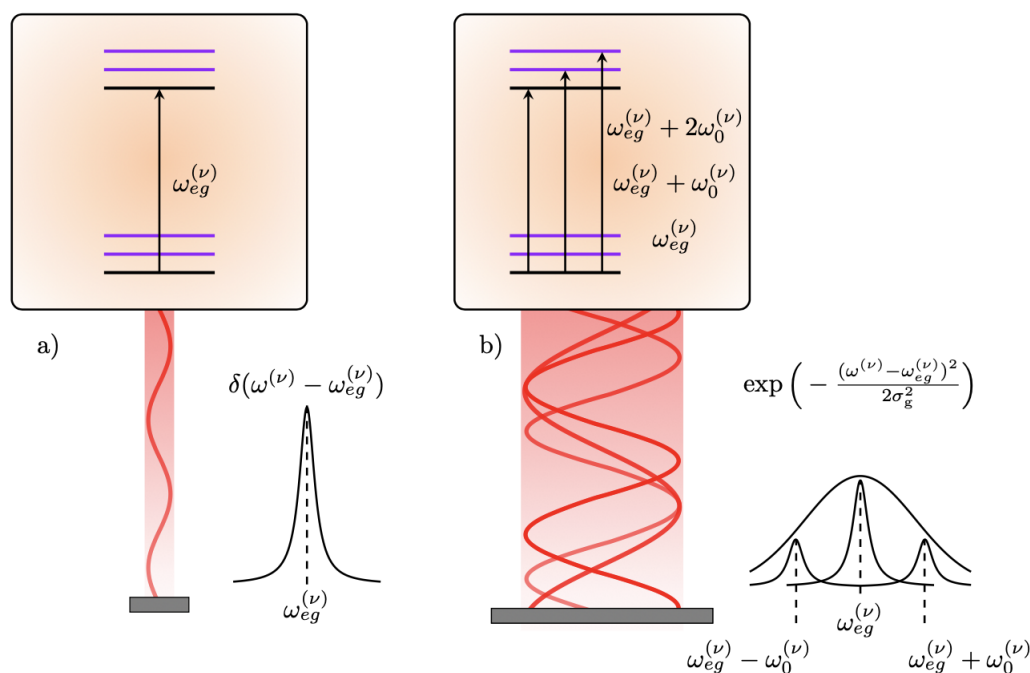 ω_{eg}^{(ν)}
a)
δ(ω^{(ν)} − ω_{eg}^{(ν)})
ω_{eg}^{(ν)}
ω_{eg}^{(ν)} + 2ω_0^{(ν)}
ω_{eg}^{(ν)} + ω_0^{(ν)}
ω_{eg}^{(ν)}
b)
exp ( − \frac{(ω^{(ν)}−ω_{eg}^{(ν)})^2}{2σ_g^2} )
ω_{eg}^{(ν)}
ω_{eg}^{(ν)} − ω_0^{(ν)}
ω_{eg}^{(ν)} + ω_0^{(ν)}